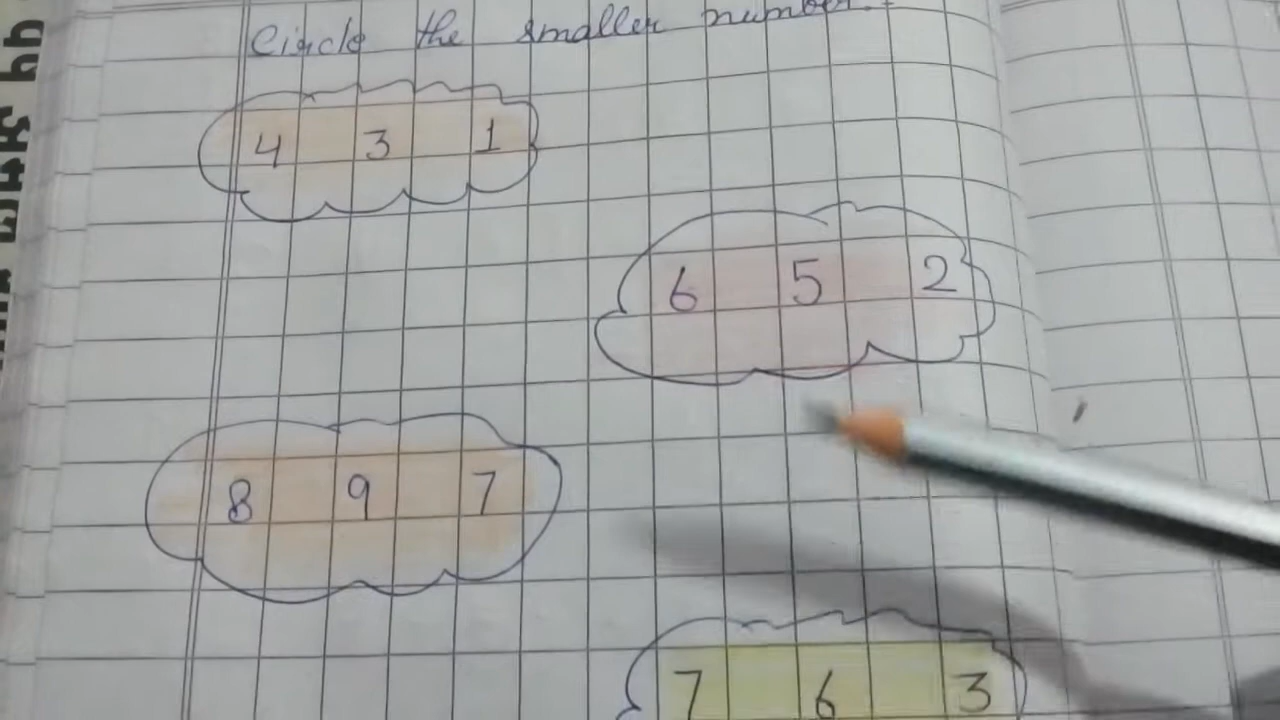 Circle the smaller number.
4 3 1
6 5 2
8 9 7
7 6 3